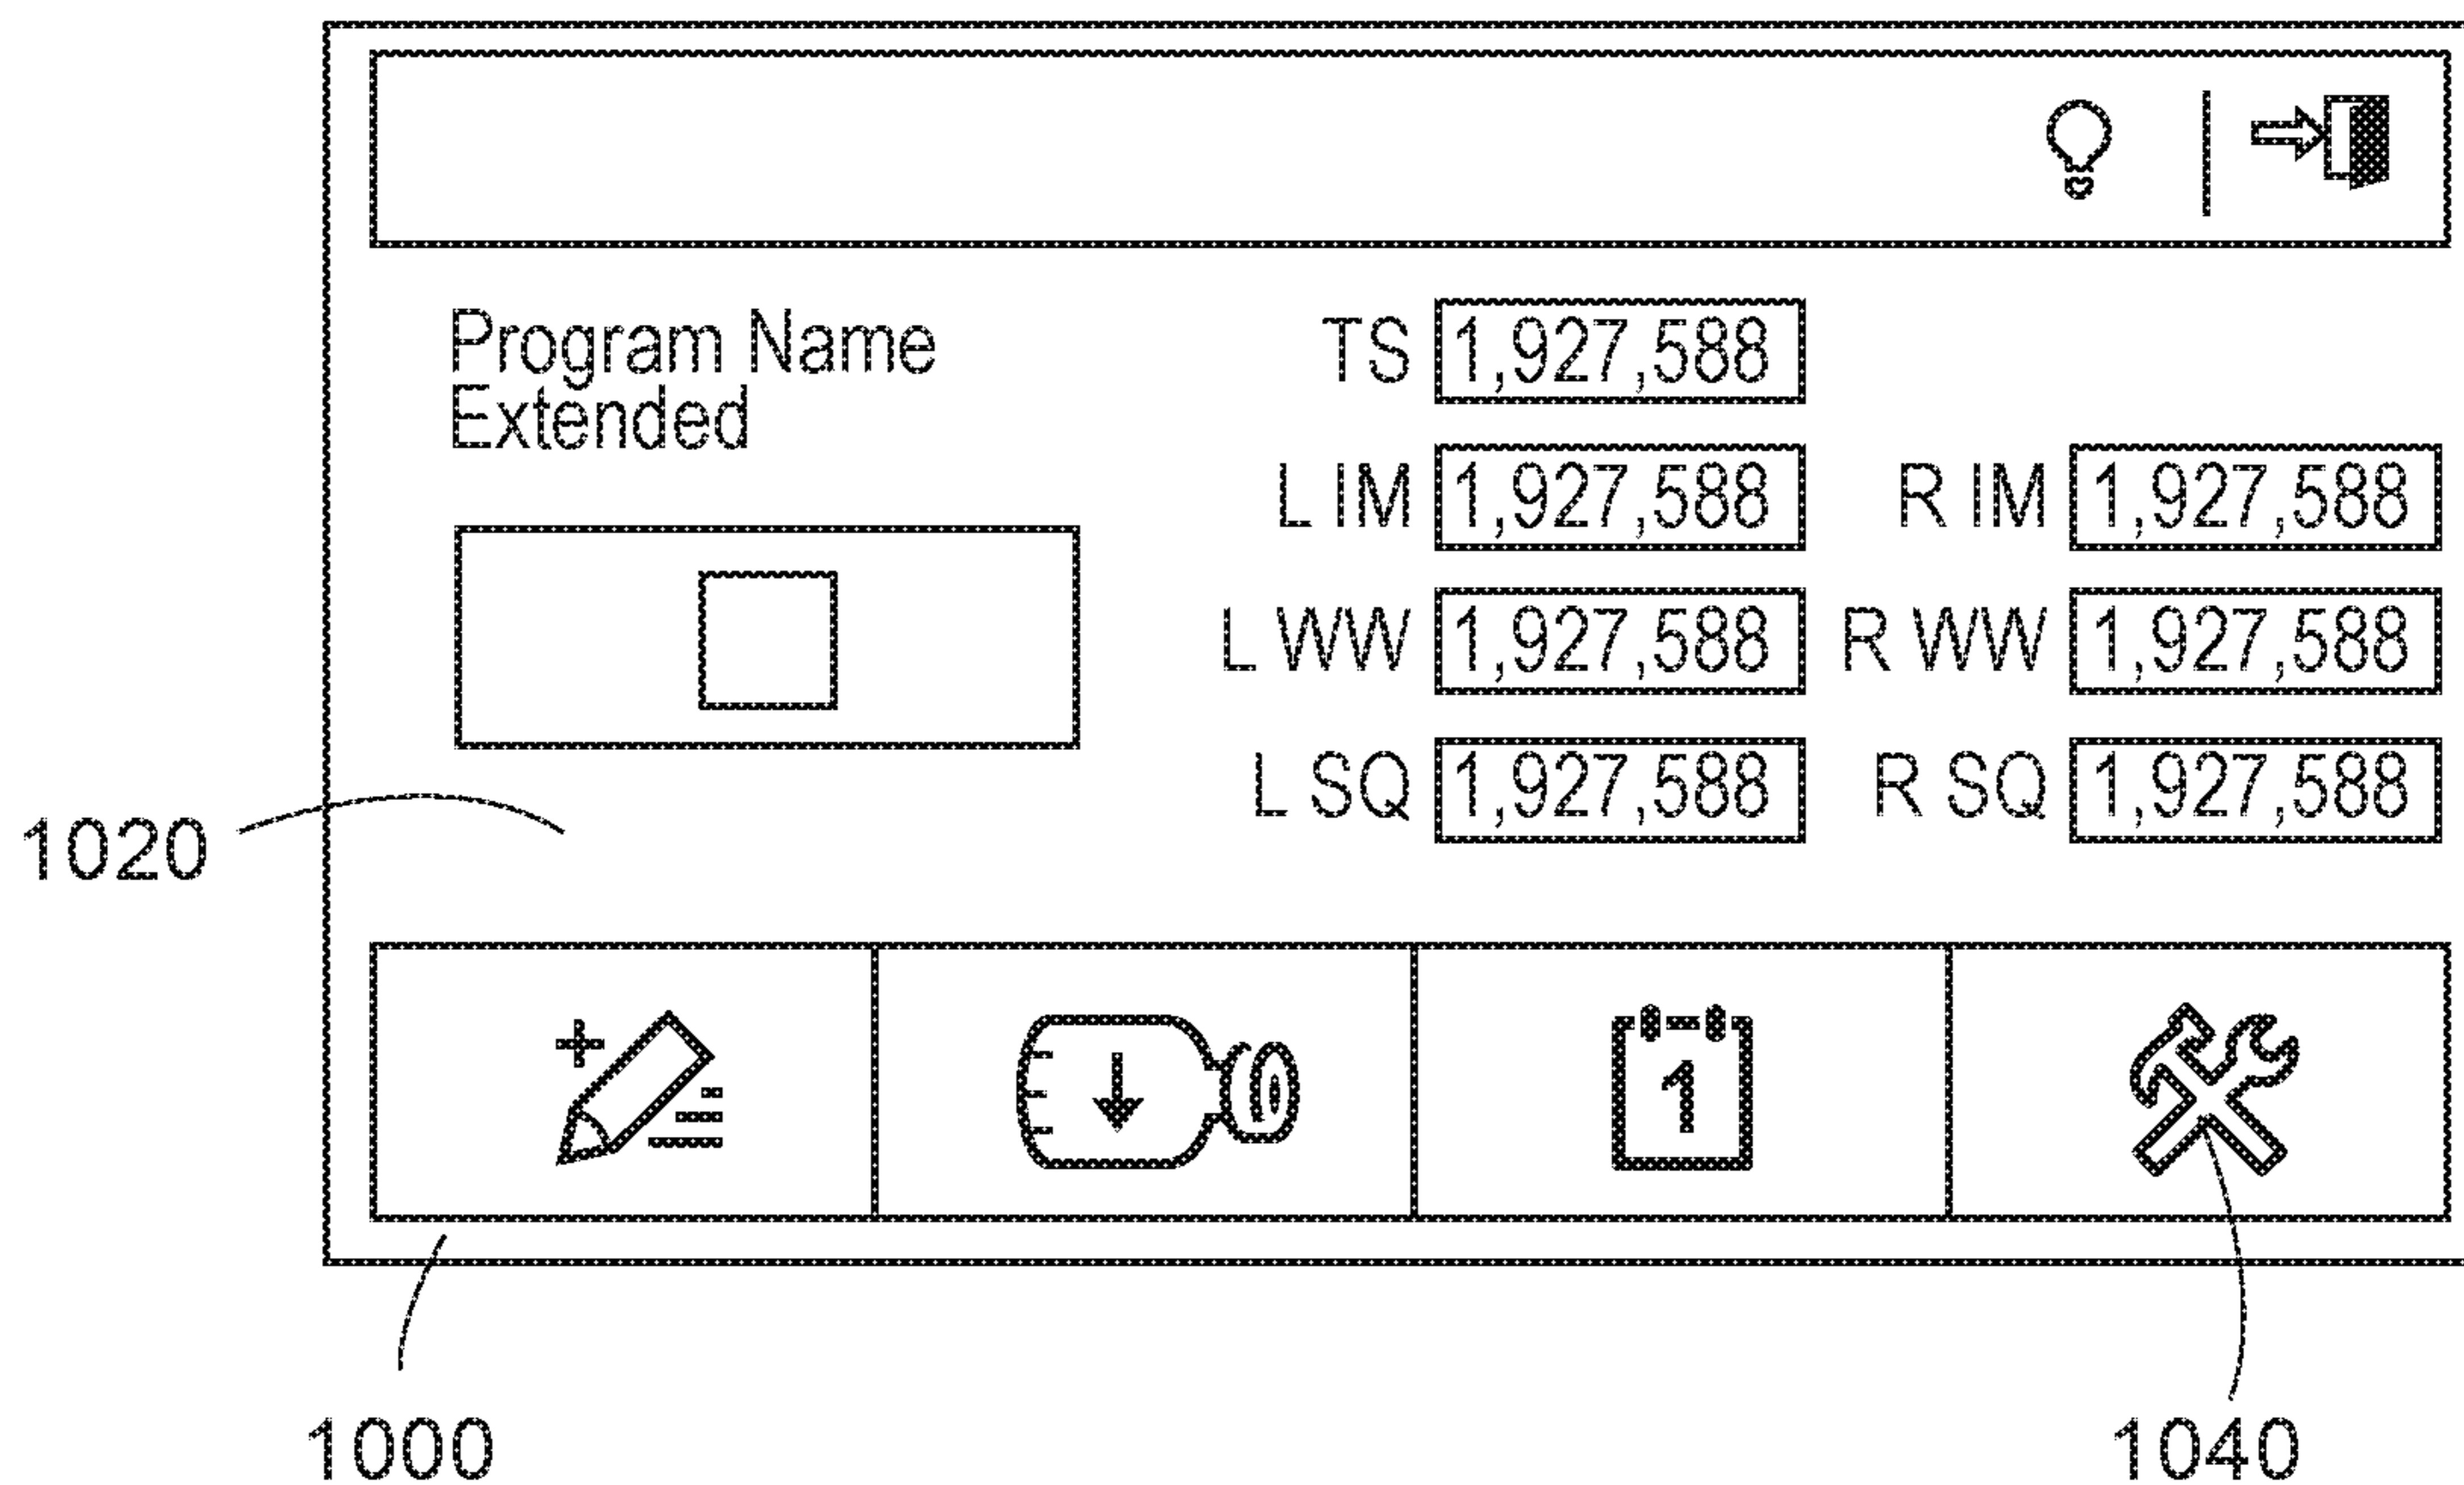 Program Name
Extended
TS 1,927,588
L IM 1,927,588 R IM 1,927,588
L WW 1,927,588 R WW 1,927,588
L SQ 1,927,588 R SQ 1,927,588
1020
1
1000
1040